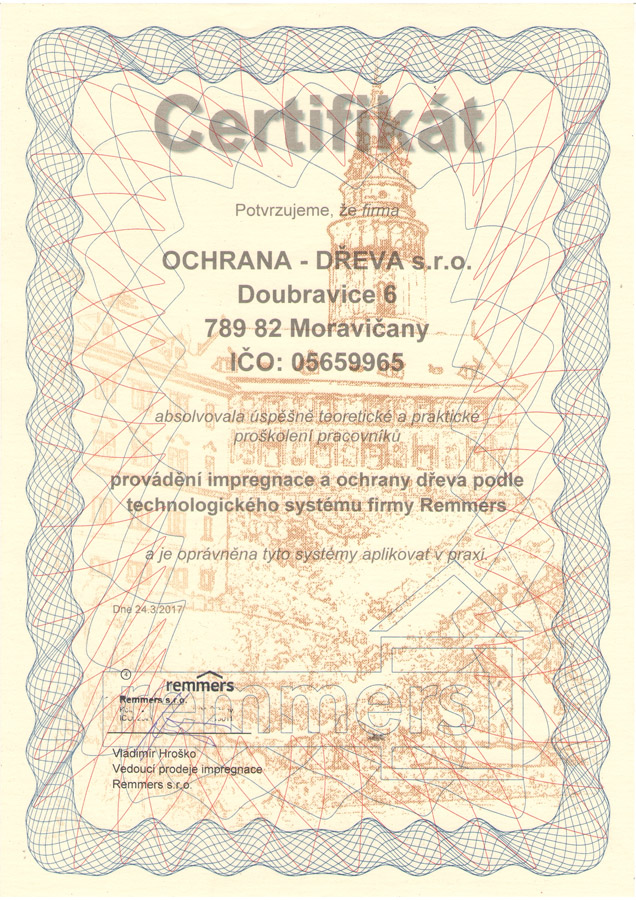 Certifikát
Potvrzujeme, že firma
OCHRANA - DŘEVA s.r.o.
Doubravice 6
789 82 Moravičany
IČO: 05659965
absolvovala úspěšně teoretické a praktické
proškolení pracovníků
provádění impregnace a ochrany dřeva podle
technologického systému firmy Remmers
a je oprávněna tyto systémy aplikovat v praxi.
Dne 24.3.2017
remmers
remmers
Remmers s.r.o.
Vladimír Hroško
Vedoucí prodeje impregnace
Remmers s.r.o.